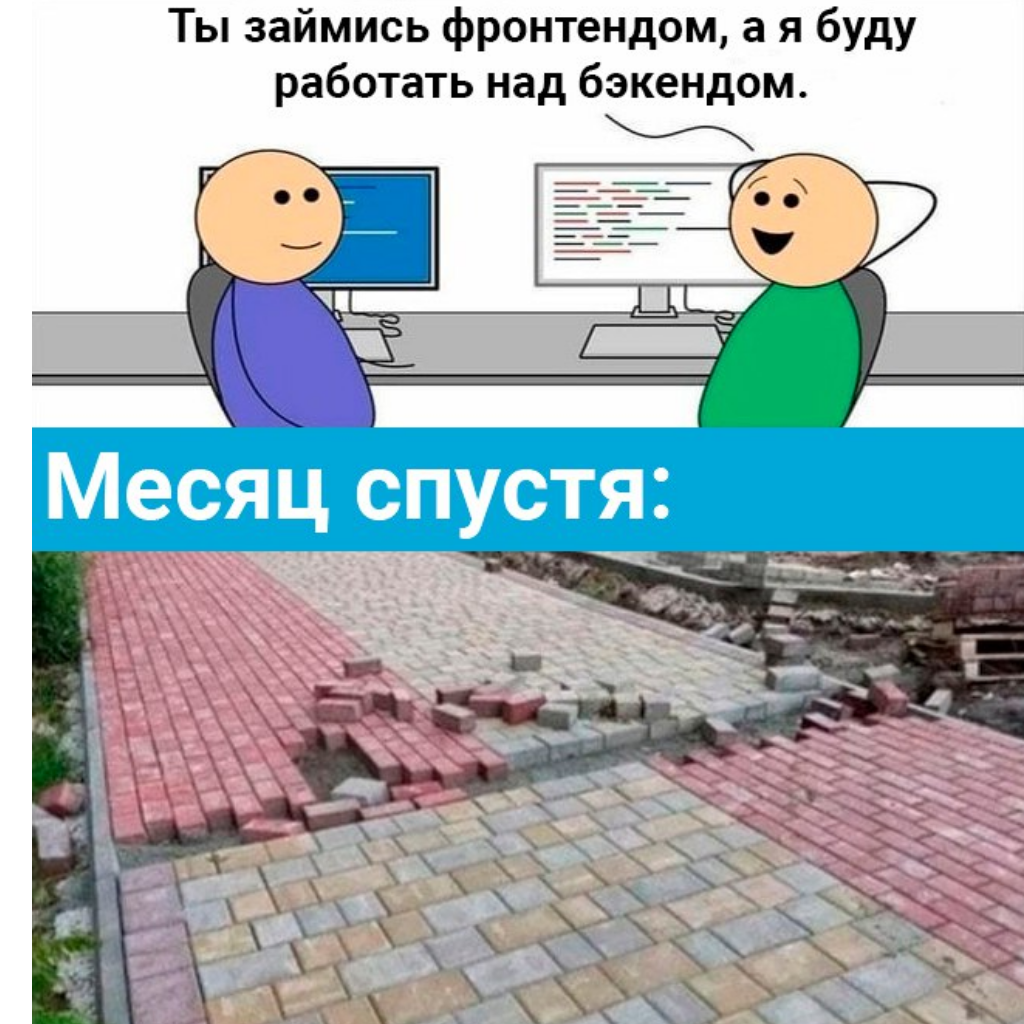 Ты займись фронтендом, а я буду
работать над бэкендом.
Месяц спустя: